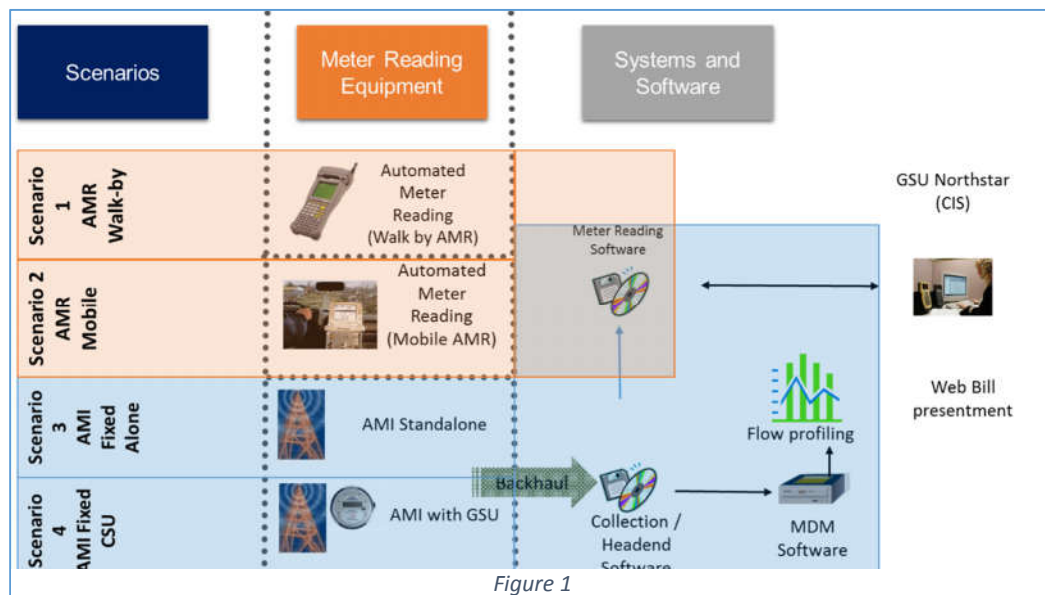 Scenarios
Meter Reading
Equipment
Systems and
Software
Scenario
1
AMR
Walk-by
Automated
Meter
Reading
(Walk by AMR)
Meter Reading
Software
GSU Northstar
(CIS)
Scenario 2
AMR
Mobile
Automated
Meter
Reading
(Mobile AMR)
Scenario
3
AMI
Fixed
Alone
AMI Standalone
Flow profiling
Web Bill
presentment
Scenario
4
AMI Fixed
CSU
AMI with GSU
Backhaul
Collection /
Headend
Software
MDM
Software
Figure 1